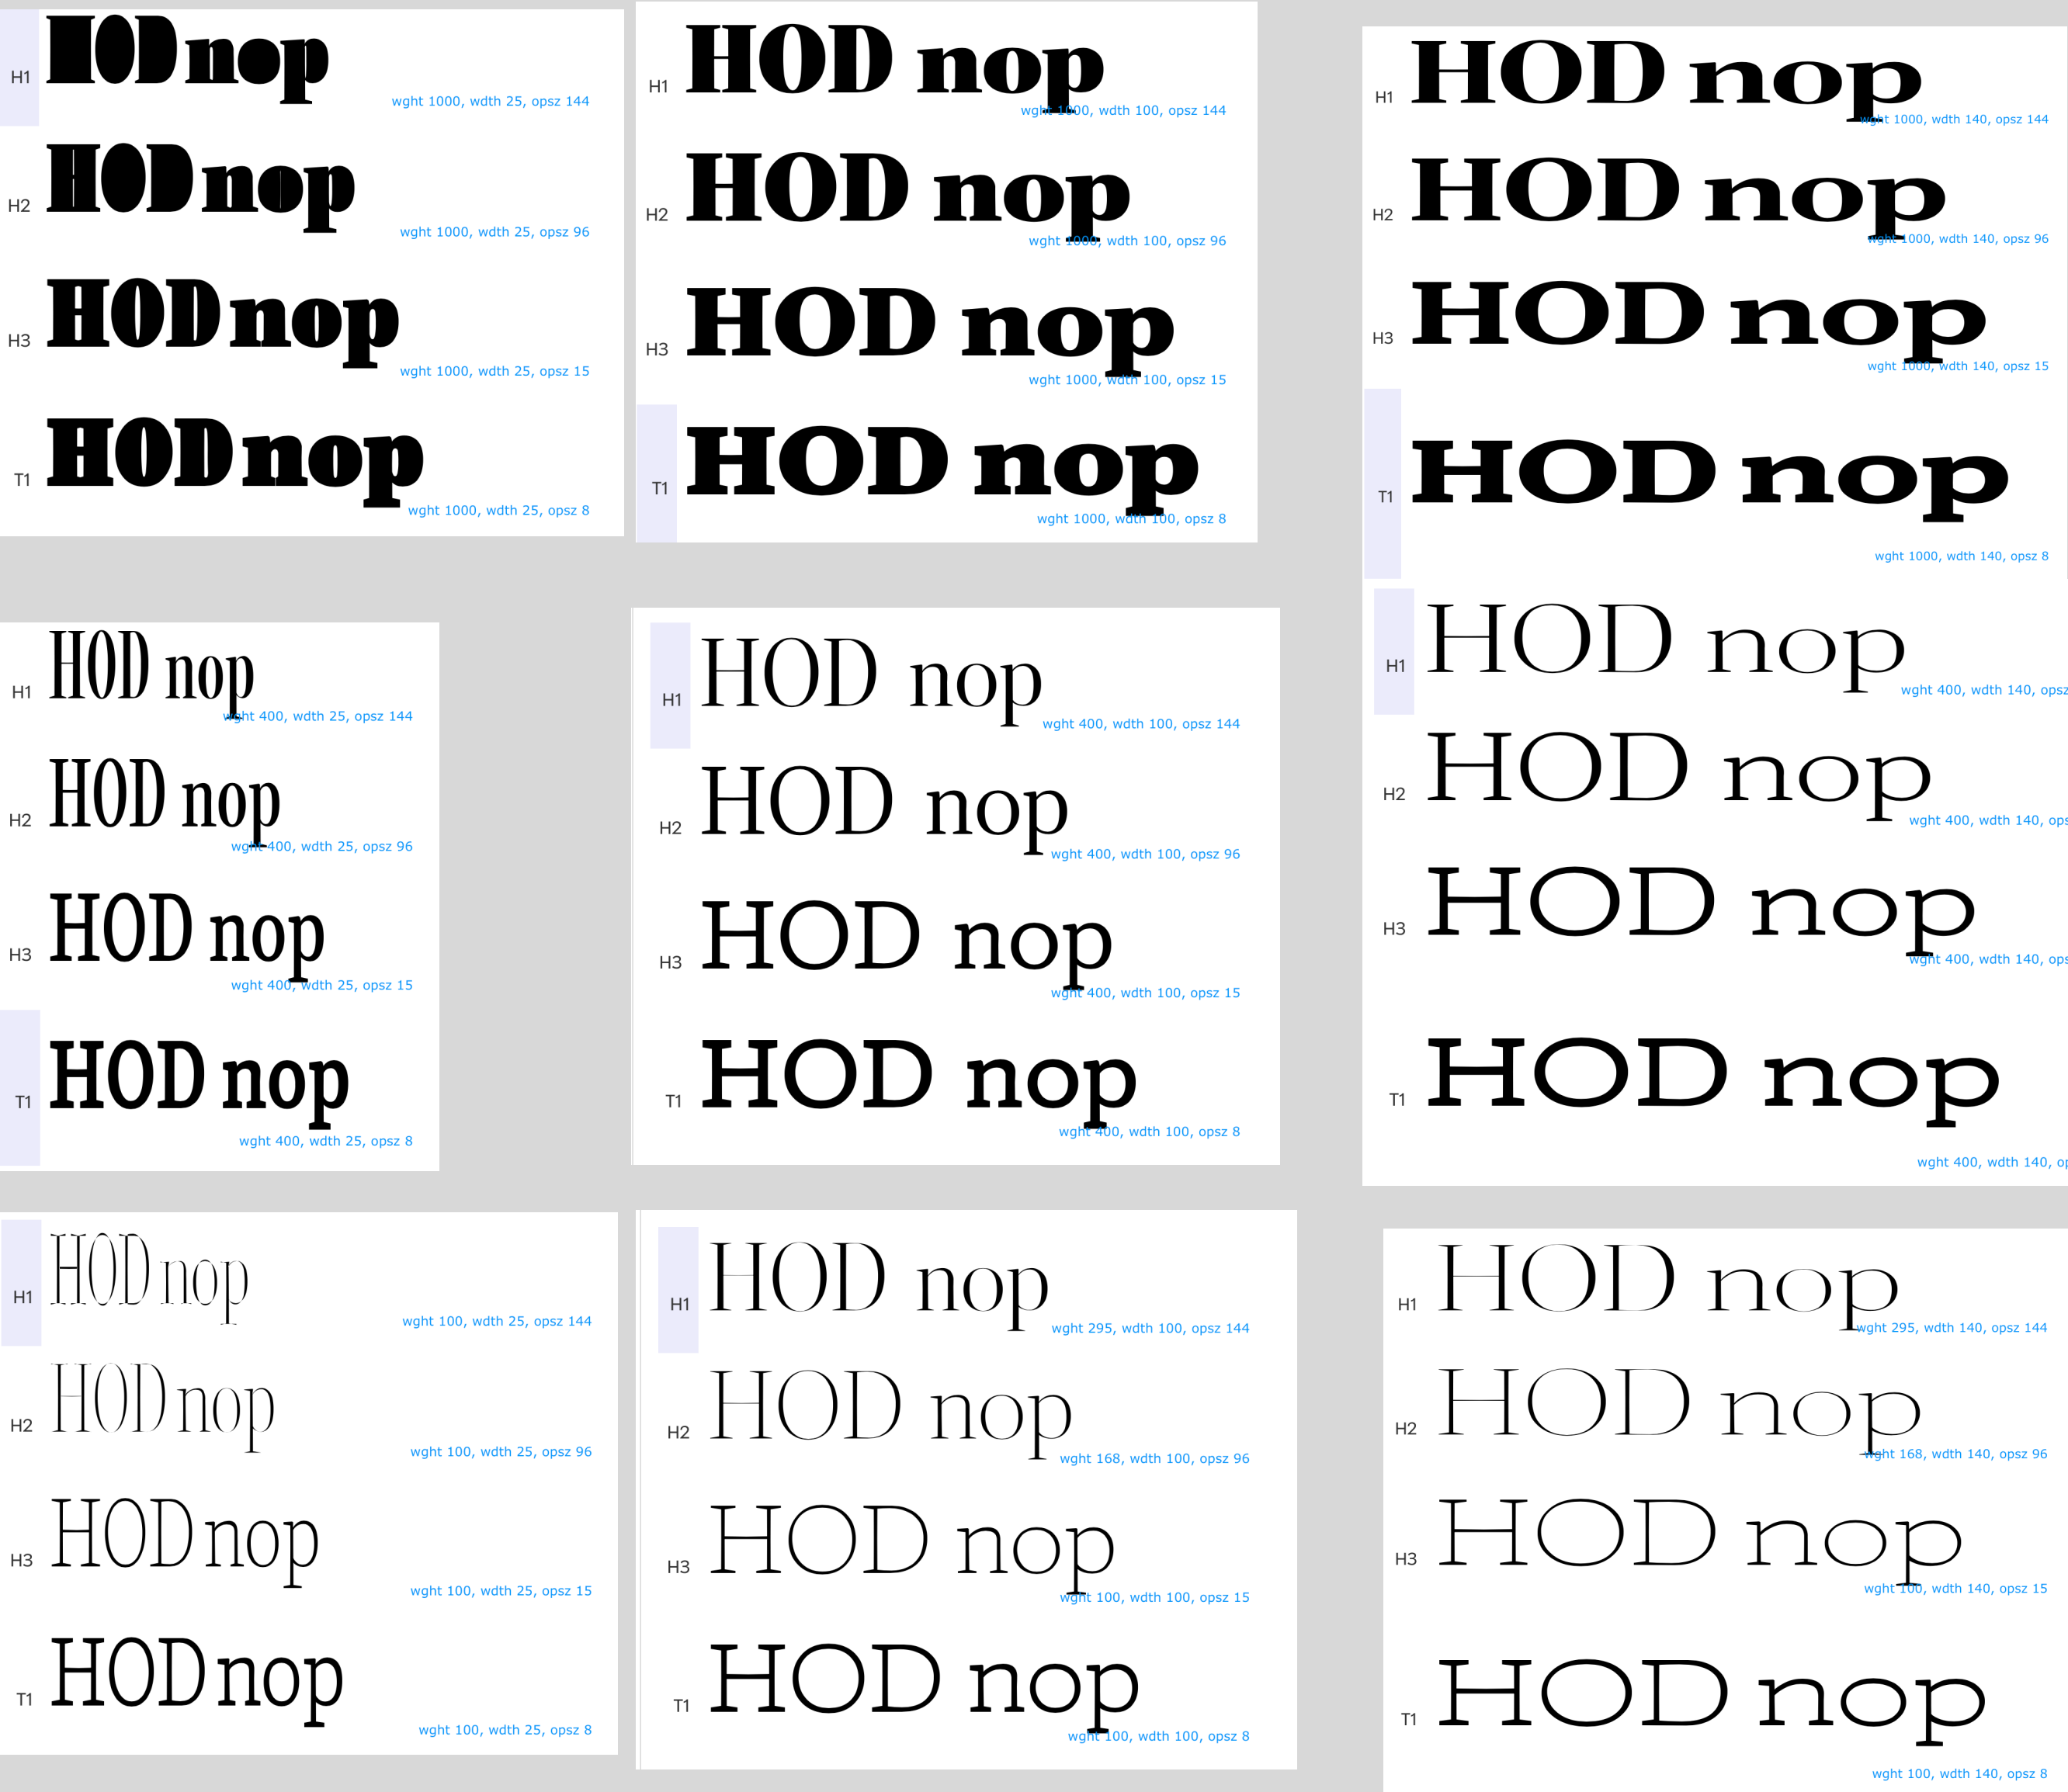 H1 HOD nop
wght 1000, wdth 25, opsz 144
H2 HOD nop
wght 1000, wdth 25, opsz 96
H3 HOD nop
wght 1000, wdth 25, opsz 15
T1 HOD nop
wght 1000, wdth 25, opsz 8
H1 HOD nop
wght 1000, wdth 100, opsz 144
H2 HOD nop
wght 1000, wdth 100, opsz 96
H3 HOD nop
wght 1000, wdth 100, opsz 15
T1 HOD nop
wght 1000, wdth 100, opsz 8
H1 HOD nop
wght 1000, wdth 140, opsz 144
H2 HOD nop
wght 1000, wdth 140, opsz 96
H3 HOD nop
wght 1000, wdth 140, opsz 15
T1 HOD nop
wght 1000, wdth 140, opsz 8
H1 HOD nop
wght 400, wdth 25, opsz 144
H2 HOD nop
wght 400, wdth 25, opsz 96
H3 HOD nop
wght 400, wdth 25, opsz 15
T1 HOD nop
wght 400, wdth 25, opsz 8
H1 HOD nop
wght 400, wdth 100, opsz 144
H2 HOD nop
wght 400, wdth 100, opsz 96
H3 HOD nop
wght 400, wdth 100, opsz 15
T1 HOD nop
wght 400, wdth 100, opsz 8
H1 HOD nop
wght 400, wdth 140, opsz
H2 HOD nop
wght 400, wdth 140, ops
H3 HOD nop
wght 400, wdth 140, ops
T1 HOD nop
wght 400, wdth 140, op
H1 HOD nop
wght 100, wdth 25, opsz 144
H2 HOD nop
wght 100, wdth 25, opsz 96
H3 HOD nop
wght 100, wdth 25, opsz 15
T1 HOD nop
wght 100, wdth 25, opsz 8
H1 HOD nop
wght 295, wdth 100, opsz 144
H2 HOD nop
wght 168, wdth 100, opsz 96
H3 HOD nop
wght 100, wdth 100, opsz 15
T1 HOD nop
wght 100, wdth 100, opsz 8
H1 HOD nop
wght 295, wdth 140, opsz 144
H2 HOD nop
wght 168, wdth 140, opsz 96
H3 HOD nop
wght 100, wdth 140, opsz 15
T1 HOD nop
wght 100, wdth 140, opsz 8